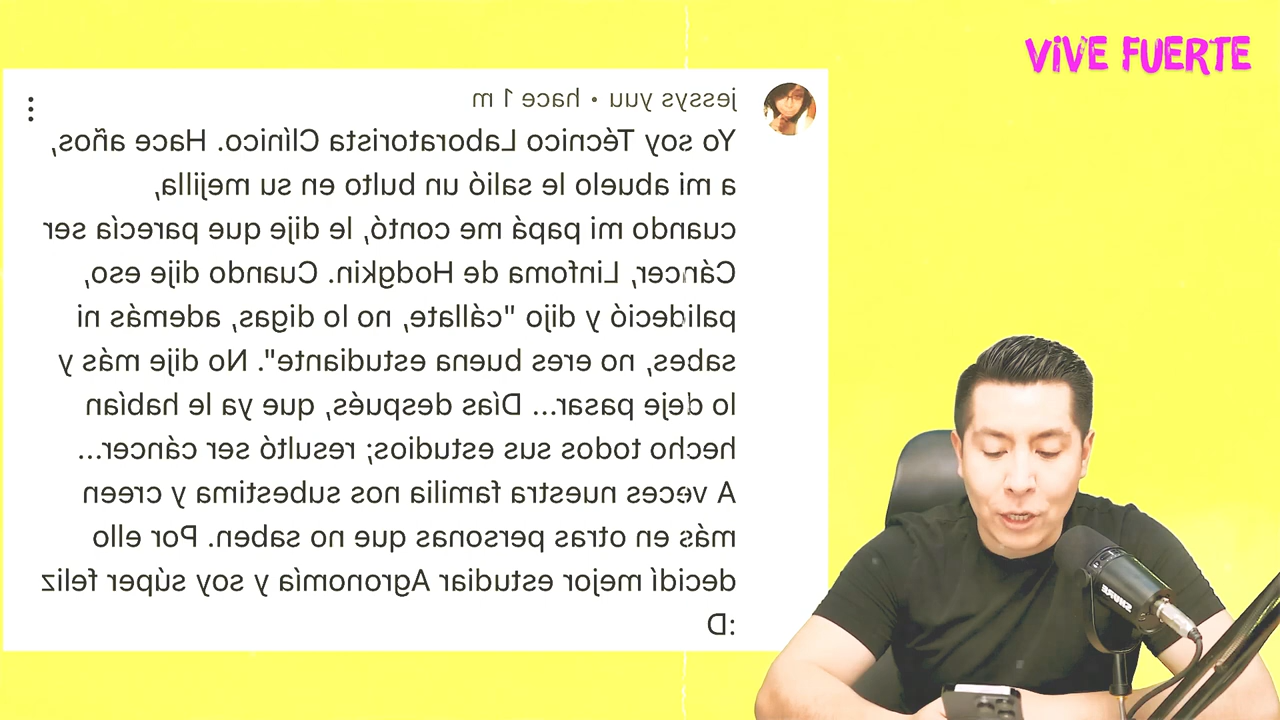 VIVE FUERTE
jessys yuu • hace 1 m
Yo soy Técnico Laboratorista Clínico. Hace años,
a mi abuelo le salió un bulto en su mejilla,
cuando mi papá me contó, le dije que parecía ser
Cáncer, Linfoma de Hodgkin. Cuando dije eso,
palideció y dijo "cállate, no lo digas, además ni
sabes, no eres buena estudiante". No dije más y
lo deje pasar... Días después, que ya le habían
hecho todos sus estudios; resultó ser cáncer...
A veces nuestra familia nos subestima y creen
más en otras personas que no saben. Por ello
decidí mejor estudiar Agronomía y soy súper feliz
:D
SHURE